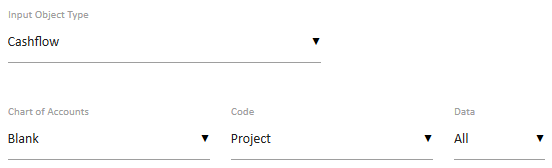 Input Object Type
Cashflow
Chart of Accounts Code Data
Blank Project All